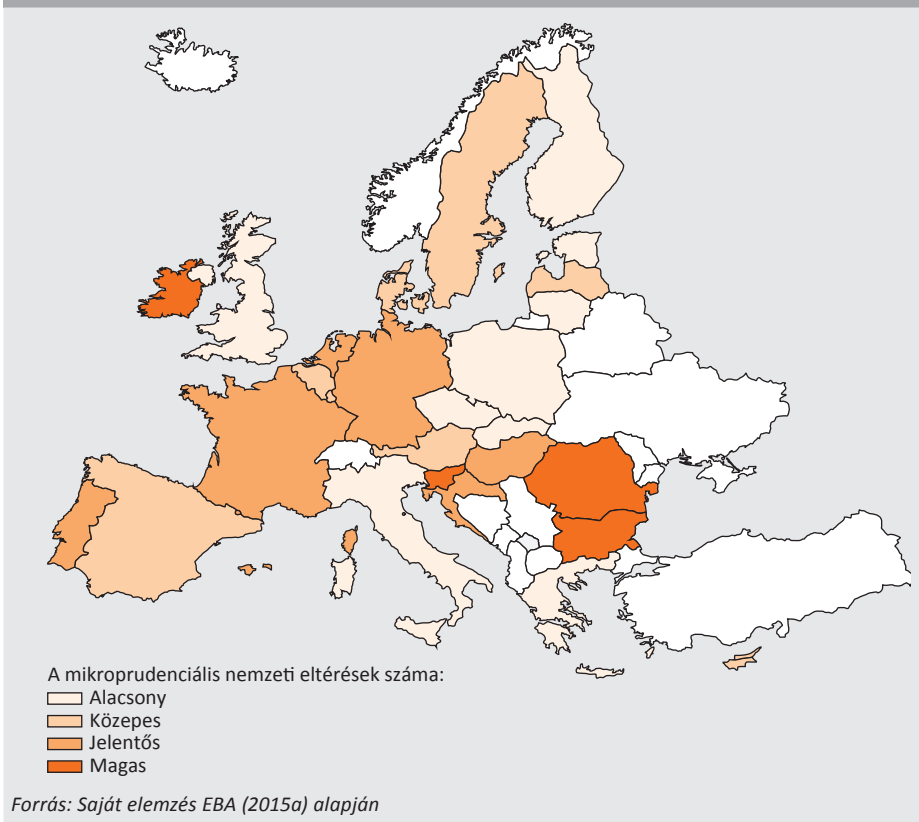 A mikroprudenciális nemzeti eltérések száma:
Alacsony
Közepes
Jelentős
Magas
Forrás: Saját elemzés EBA (2015a) alapján